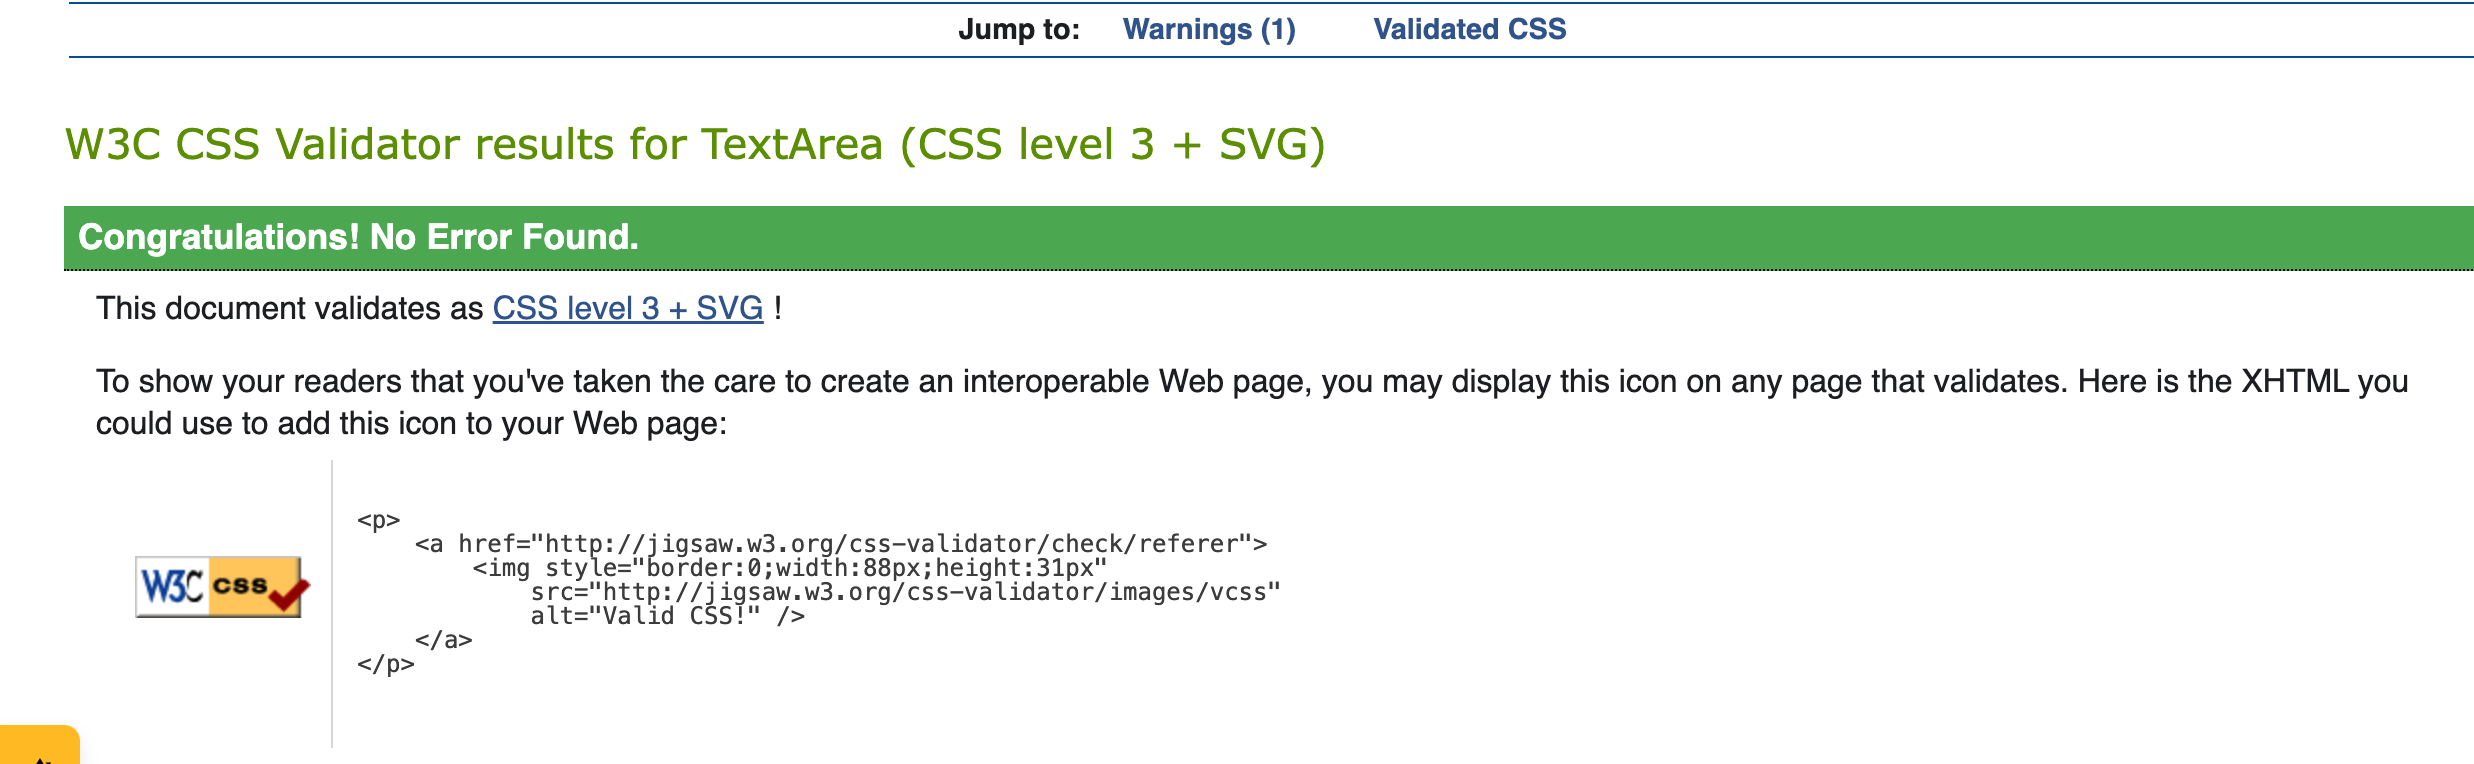 Jump to: Warnings (1) Validated CSS
W3C CSS Validator results for TextArea (CSS level 3 + SVG)
Congratulations! No Error Found.
This document validates as CSS level 3 + SVG !
To show your readers that you've taken the care to create an interoperable Web page, you may display this icon on any page that validates. Here is the XHTML you
could use to add this icon to your Web page:
W3C css
<p>
    <a href="http://jigsaw.w3.org/css-validator/check/referer">
        <img style="border:0;width:88px;height:31px"
            src="http://jigsaw.w3.org/css-validator/images/vcss"
            alt="Valid CSS!" />
    </a>
</p>